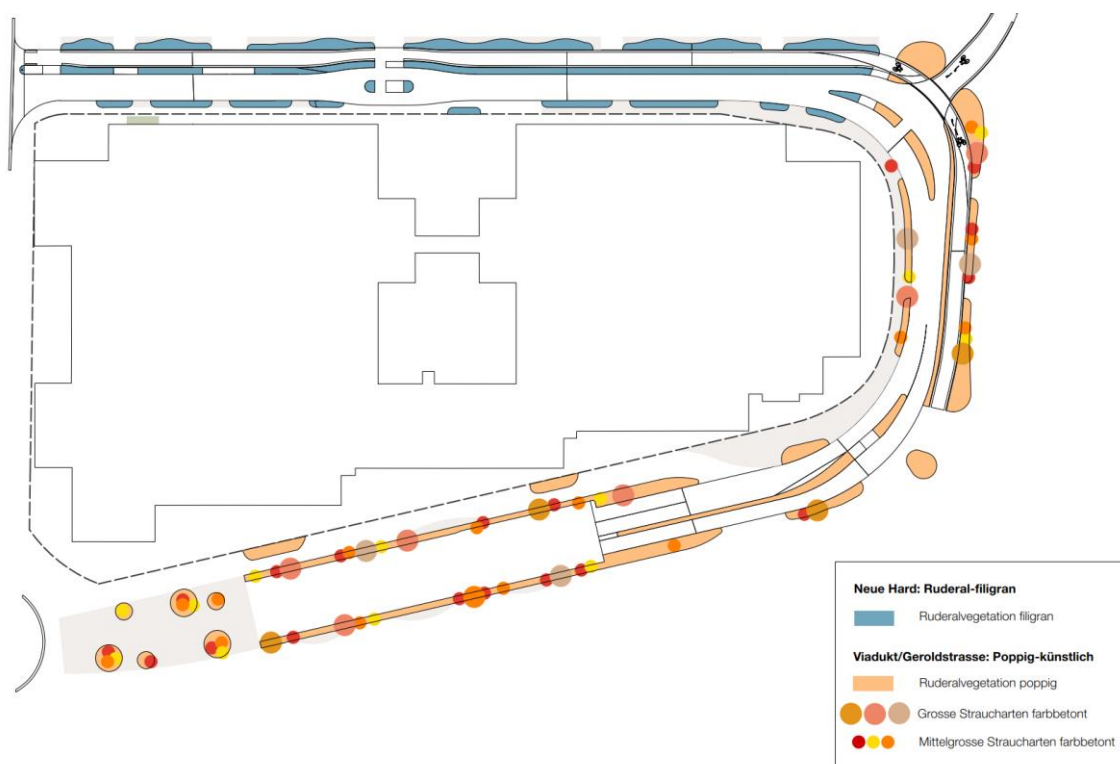 Neue Hard: Ruderal-filigran
Ruderalvegetation filigran
Viadukt/Geroldstrasse: Poppig-künstlich
Ruderalvegetation poppig
Grosse Straucharten farbbetont
Mittelgrosse Straucharten farbbetont